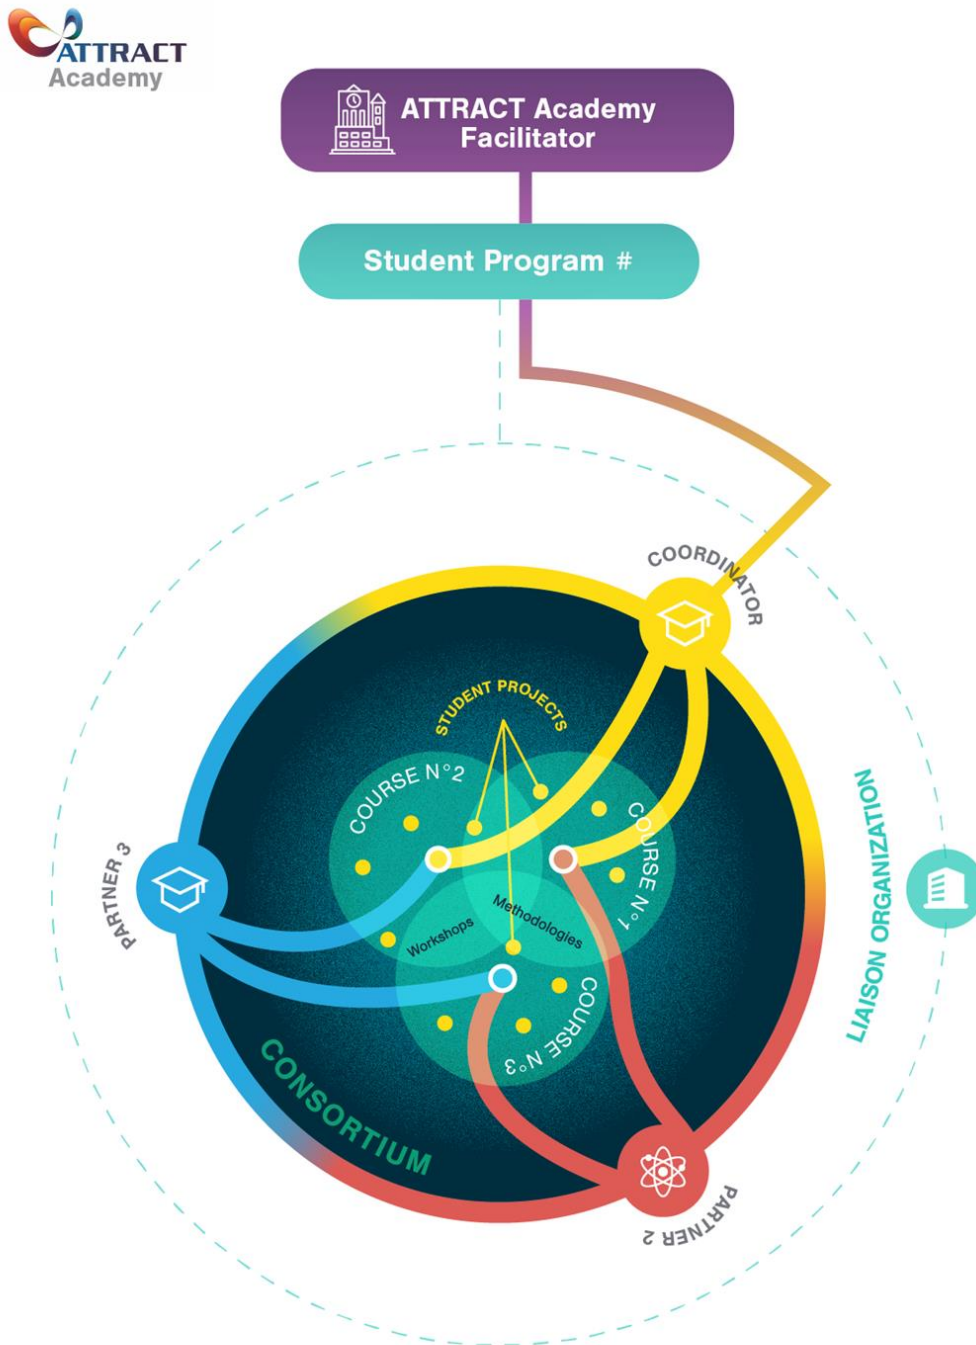 ATTRACT
Academy
ATTRACT Academy
Facilitator
Student Program #
COORDINATOR
STUDENT PROJECTS
COURSE N°2
COURSE N°1
PARTNER 3
Workshops
Methodologies
LIAISON ORGANIZATION
COURSE N°3
CONSORTIUM
PARTNER 2